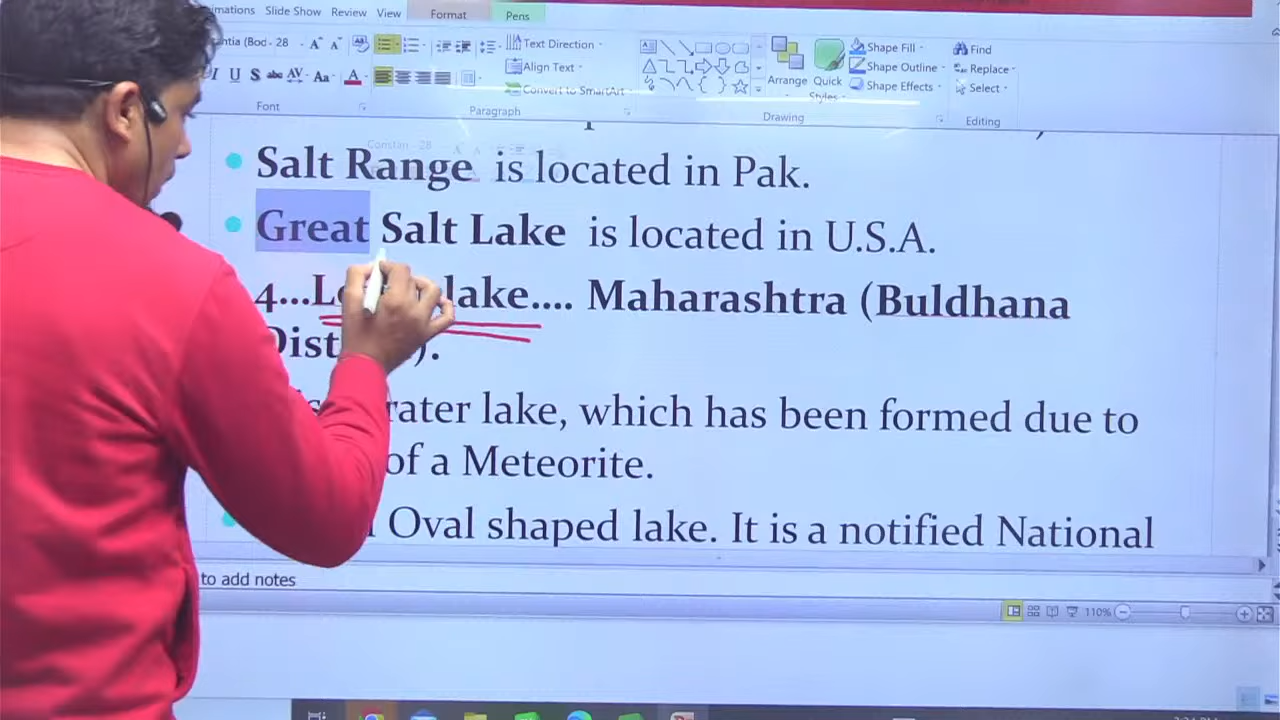 Slide Show Review View Format Pens
- 28
Text Direction
Align Text
Convert to SmartArt
Arrange
Quick
Styles
Shape Fill
Shape Outline
Shape Effects
Find
Replace
Select
Font
Paragraph
Drawing
Editing
Salt Range is located in Pak.
Great Salt Lake is located in U.S.A.
4... lake.... Maharashtra (Buldhana
lake, which has been formed due to
of a Meteorite.
Oval shaped lake. It is a notified National
to add notes
110%